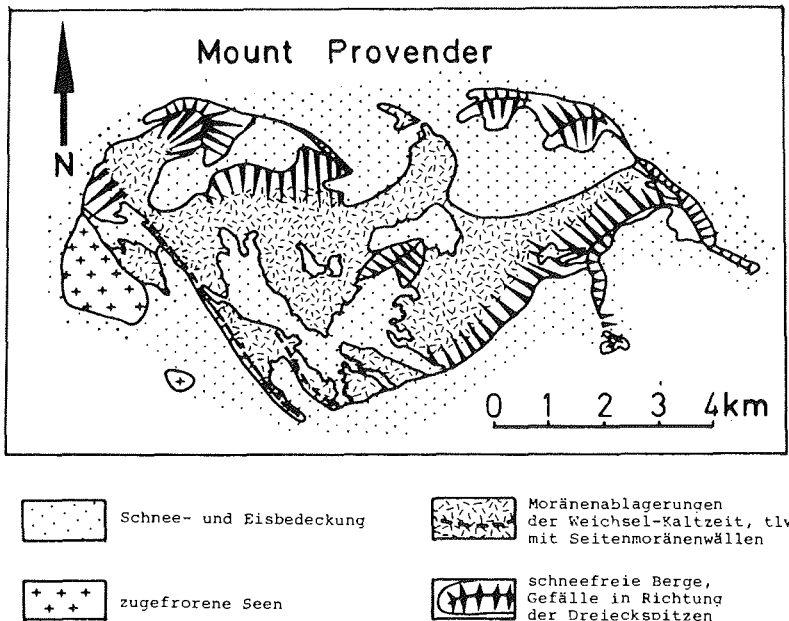 Mount Provender
N
0 1 2 3 4km
Schnee- und Eisbedeckung
zugefrorene Seen
Moränenablagerungen
der Weichsel-Kaltzeit, tlw
mit Seitenmoränenwällen
schneefreie Berge,
Gefälle in Richtung
der Dreieckspitzen